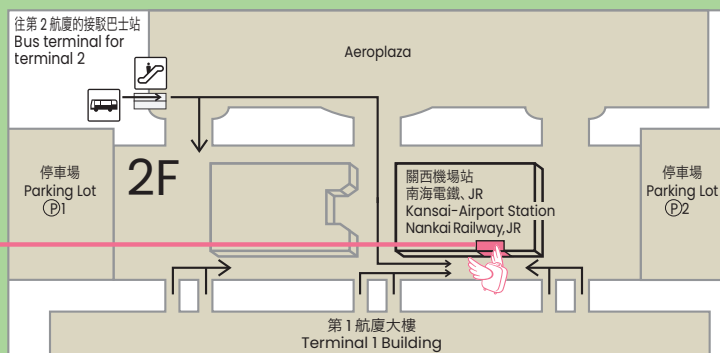 往第 2 航廈的接駁巴士站
Bus terminal for
terminal 2
Aeroplaza
停車場
Parking Lot
Ⓟ1
2F
關西機場站
南海電鐵、JR
Kansai-Airport Station
Nankai Railway, JR
停車場
Parking Lot
Ⓟ2
第 1 航廈大樓
Terminal 1 Building